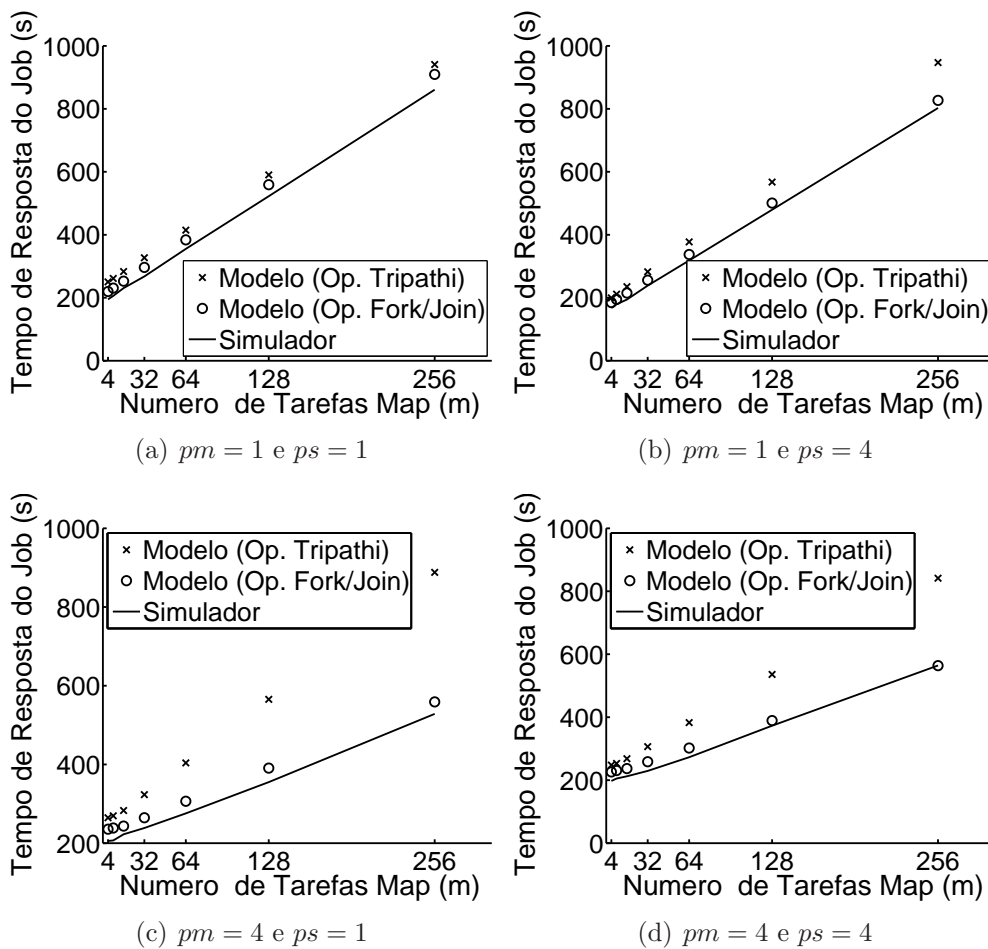 Tempo de Resposta do Job (s)
1000
800
600
400
200
0
× Modelo (Op. Tripathi)
○ Modelo (Op. Fork/Join)
— Simulador
4 32 64 128 256
Numero de Tarefas Map (m)
(a) pm = 1 e ps = 1
Tempo de Resposta do Job (s)
1000
800
600
400
200
0
× Modelo (Op. Tripathi)
○ Modelo (Op. Fork/Join)
— Simulador
4 32 64 128 256
Numero de Tarefas Map (m)
(b) pm = 1 e ps = 4
Tempo de Resposta do Job (s)
1000
800
600
400
200
× Modelo (Op. Tripathi)
○ Modelo (Op. Fork/Join)
— Simulador
4 32 64 128 256
Numero de Tarefas Map (m)
(c) pm = 4 e ps = 1
Tempo de Resposta do Job (s)
1000
800
600
400
200
0
× Modelo (Op. Tripathi)
○ Modelo (Op. Fork/Join)
— Simulador
4 32 64 128 256
Numero de Tarefas Map (m)
(d) pm = 4 e ps = 4